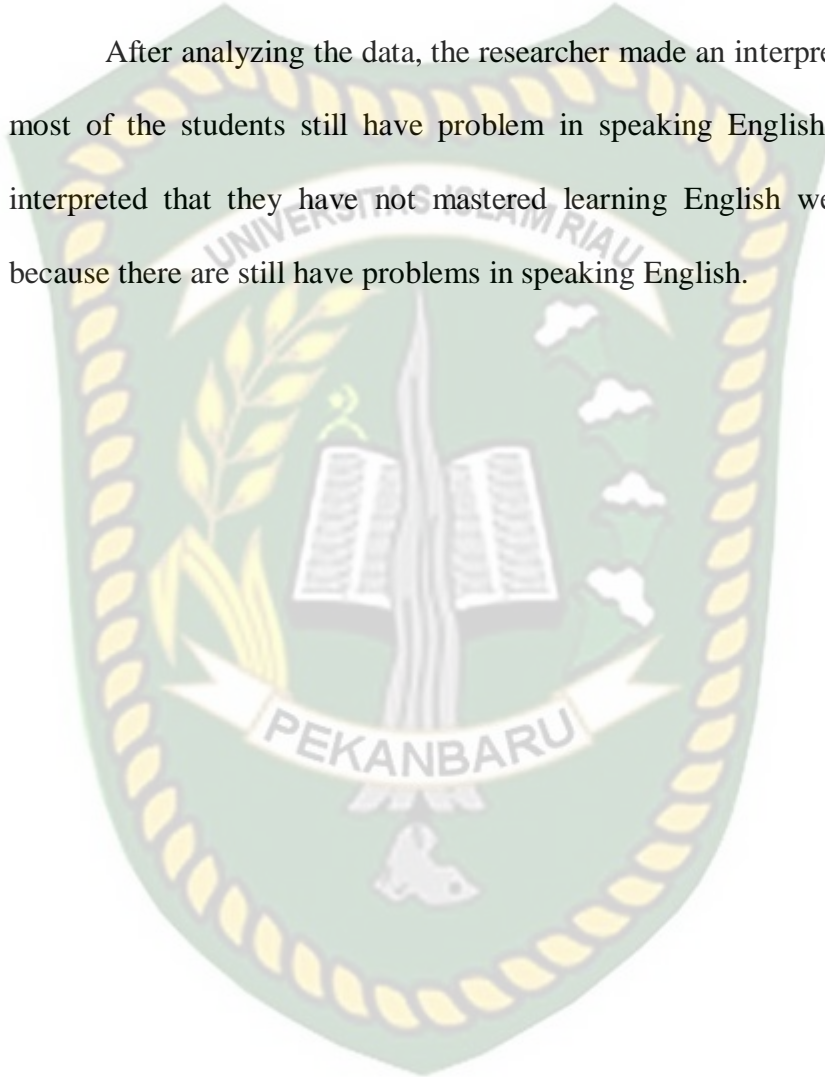 After analyzing the data, the researcher made an interpre
most of the students still have problem in speaking English
interpreted that they have not mastered learning English we
because there are still have problems in speaking English.
UNIVERSITAS ISLAM RIAU
PEKANBARU